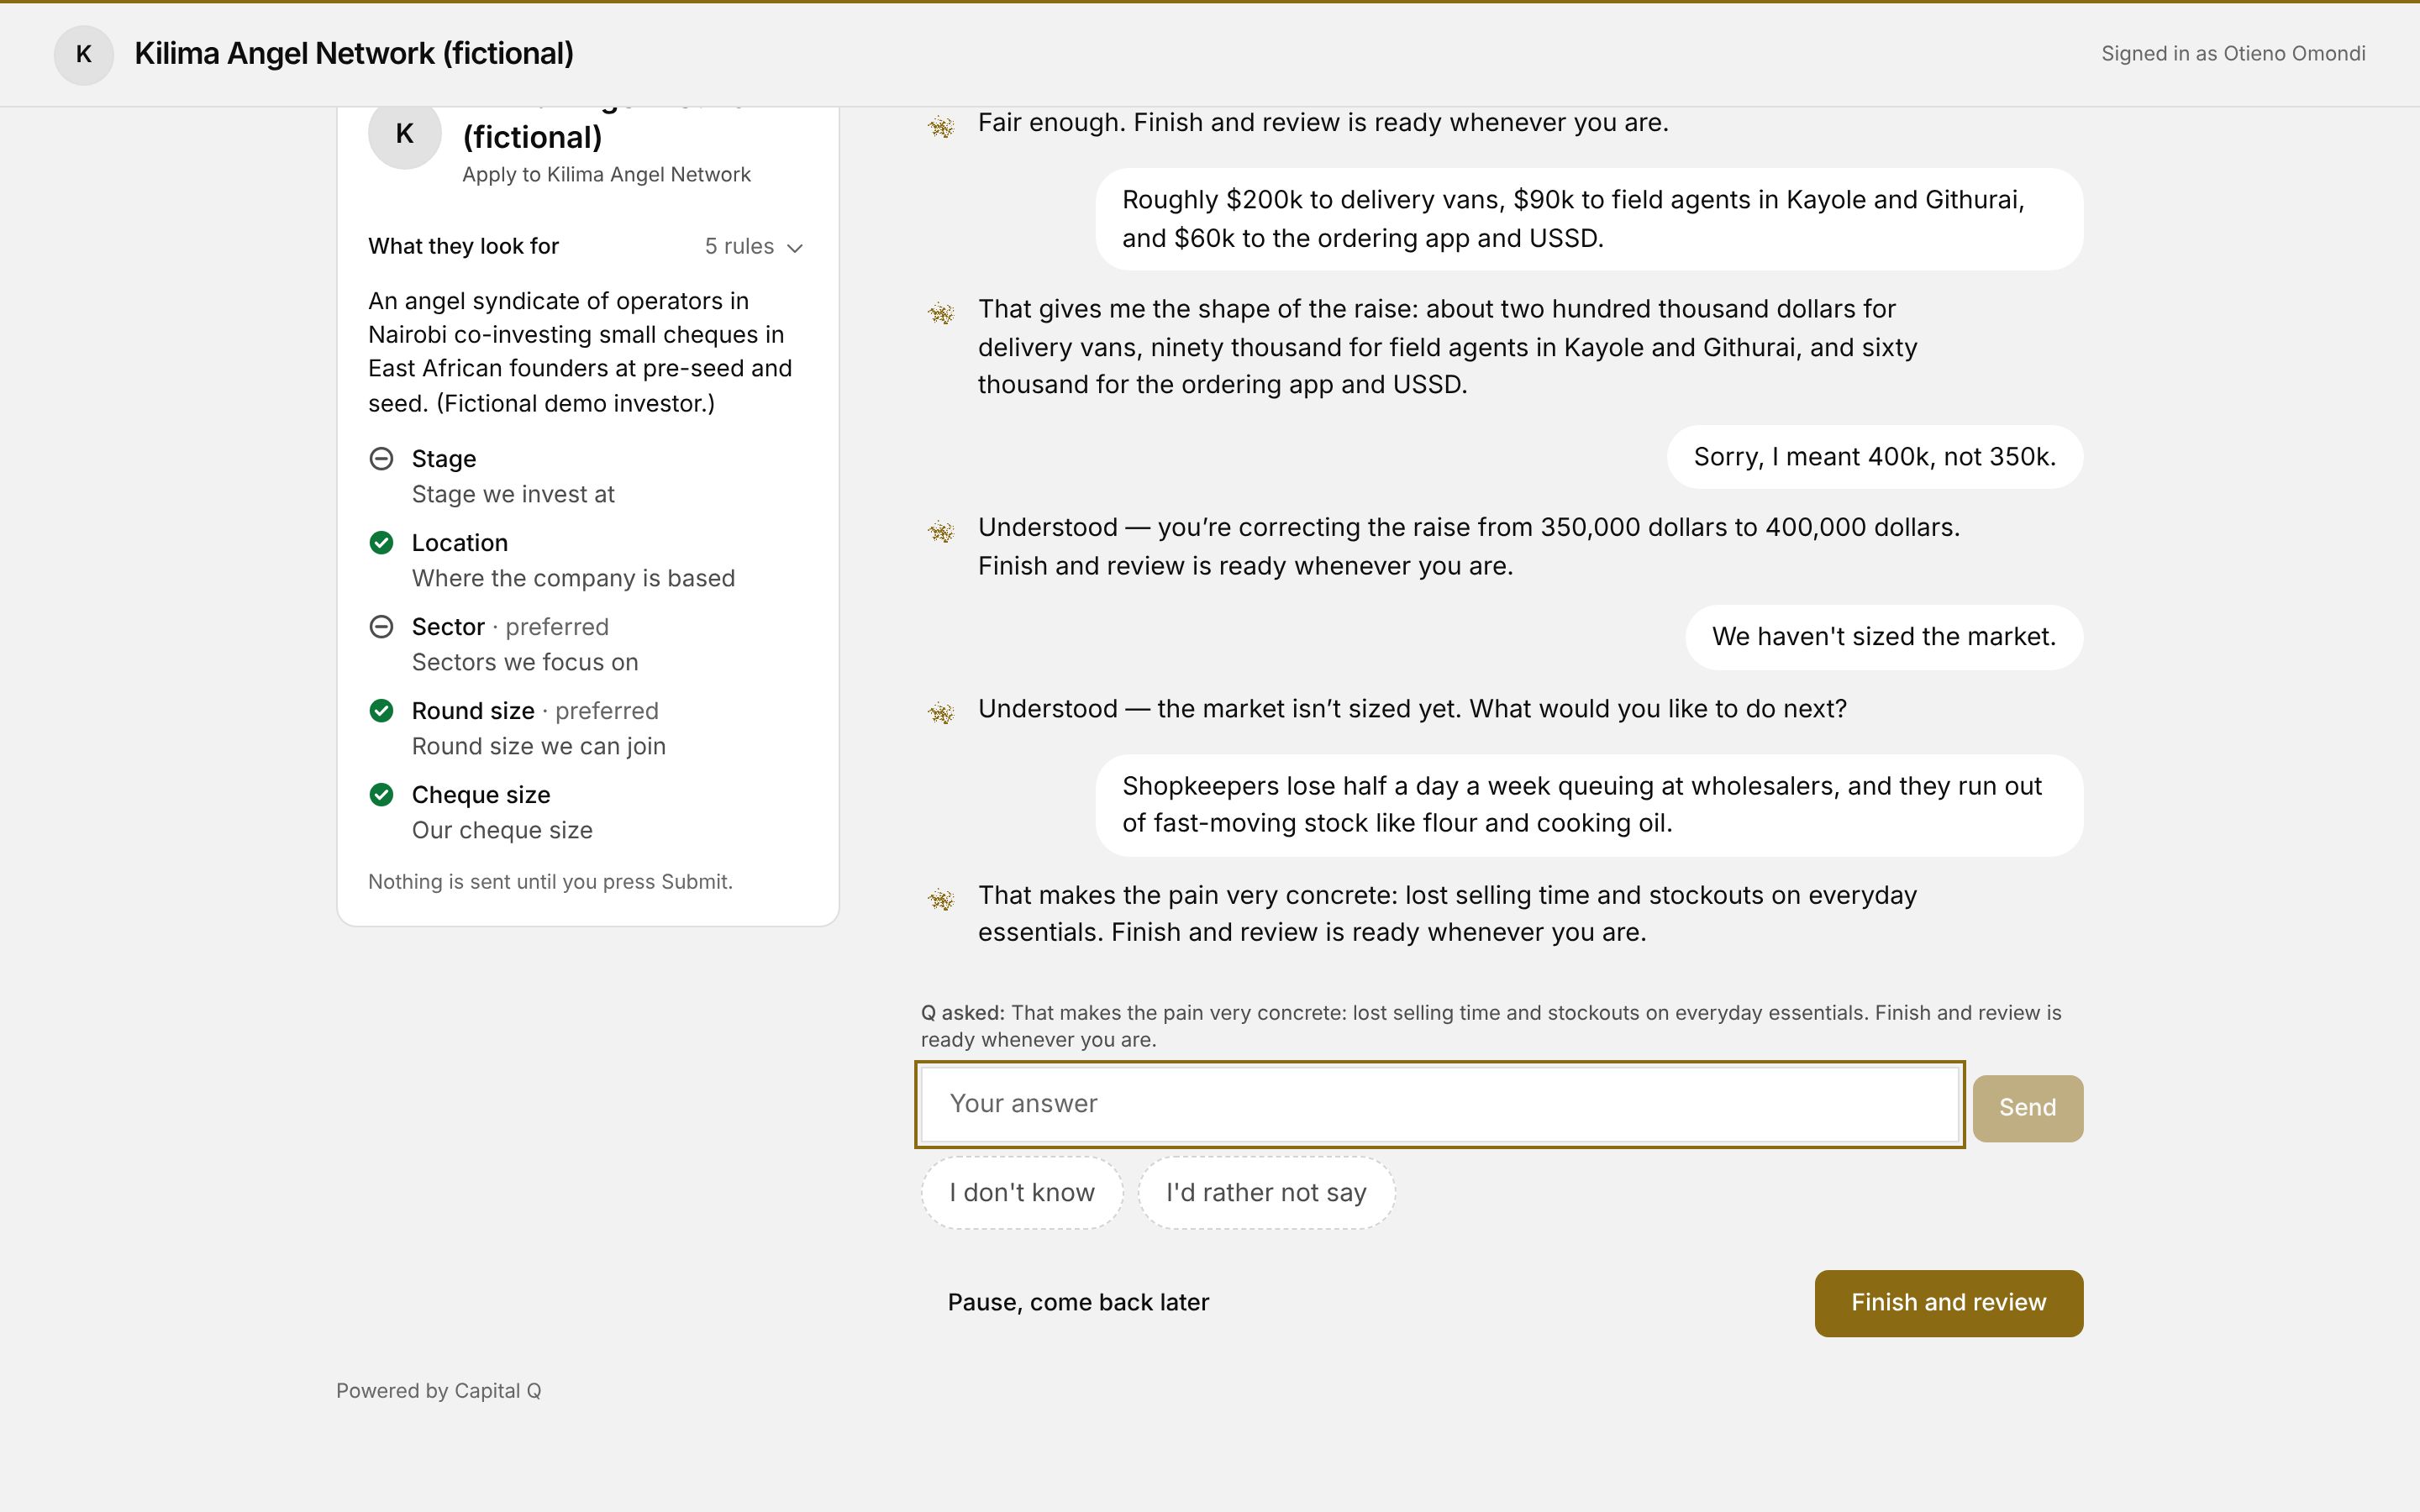 K
Kilima Angel Network (fictional)
Signed in as Otieno Omondi
K
(fictional)
Apply to Kilima Angel Network
What they look for
5 rules
An angel syndicate of operators in
Nairobi co-investing small cheques in
East African founders at pre-seed and
seed. (Fictional demo investor.)
Stage
Stage we invest at
Location
Where the company is based
Sector · preferred
Sectors we focus on
Round size · preferred
Round size we can join
Cheque size
Our cheque size
Nothing is sent until you press Submit.
Fair enough. Finish and review is ready whenever you are.
Roughly $200k to delivery vans, $90k to field agents in Kayole and Githurai,
and $60k to the ordering app and USSD.
That gives me the shape of the raise: about two hundred thousand dollars for
delivery vans, ninety thousand for field agents in Kayole and Githurai, and sixty
thousand for the ordering app and USSD.
Sorry, I meant 400k, not 350k.
Understood — you’re correcting the raise from 350,000 dollars to 400,000 dollars.
Finish and review is ready whenever you are.
We haven't sized the market.
Understood — the market isn’t sized yet. What would you like to do next?
Shopkeepers lose half a day a week queuing at wholesalers, and they run out
of fast-moving stock like flour and cooking oil.
That makes the pain very concrete: lost selling time and stockouts on everyday
essentials. Finish and review is ready whenever you are.
Q asked: That makes the pain very concrete: lost selling time and stockouts on everyday essentials. Finish and review is
ready whenever you are.
Your answer
Send
I don't know
I'd rather not say
Pause, come back later
Finish and review
Powered by Capital Q